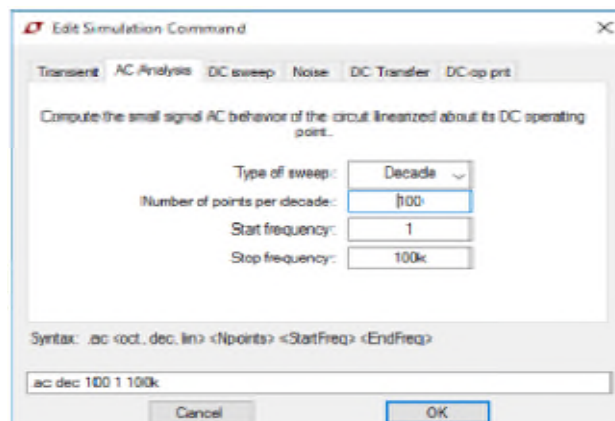 Edit Simulation Command
Transient AC Analysis DC sweep Noise DC Transfer DC op pnt
Compute the small signal AC behavior of the circuit linearized about its DC operating
point.
Type of sweep: Decade
Number of points per decade: 100
Start frequency: 1
Stop frequency: 100k
Syntax: .ac <oct, dec, lin> <Npoints> <StartFreq> <EndFreq>
.ac dec 100 1 100k
Cancel OK